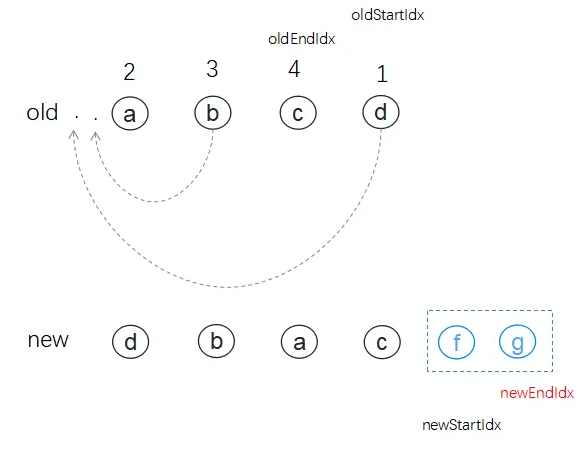 oldStartIdx
oldEndIdx
2 3 4 1
old . . a b c d
new d b a c f g
newEndIdx
newStartIdx